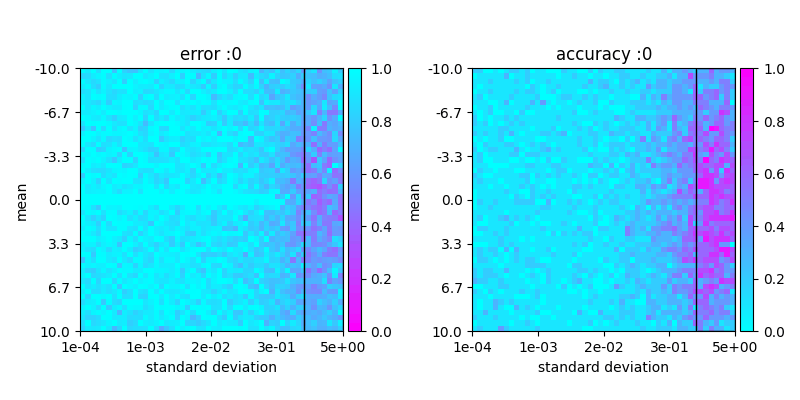 error :0
accuracy :0
-10.0
-6.7
-3.3
0.0
3.3
6.7
10.0
mean
1e-04
1e-03
2e-02
3e-01
5e+00
standard deviation
1.0
0.8
0.6
0.4
0.2
0.0
-10.0
-6.7
-3.3
0.0
3.3
6.7
10.0
mean
1e-04
1e-03
2e-02
3e-01
5e+00
standard deviation
1.0
0.8
0.6
0.4
0.2
0.0